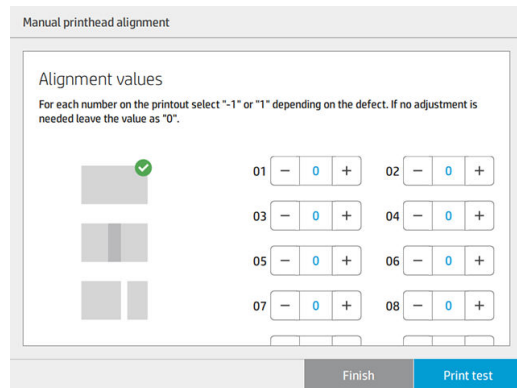 Manual printhead alignment
Alignment values
For each number on the printout select "-1" or "1" depending on the defect. If no adjustment is
needed leave the value as "0".
01 − 0 + 02 − 0 +
03 − 0 + 04 − 0 +
05 − 0 + 06 − 0 +
07 − 0 + 08 − 0 +
Finish Print test